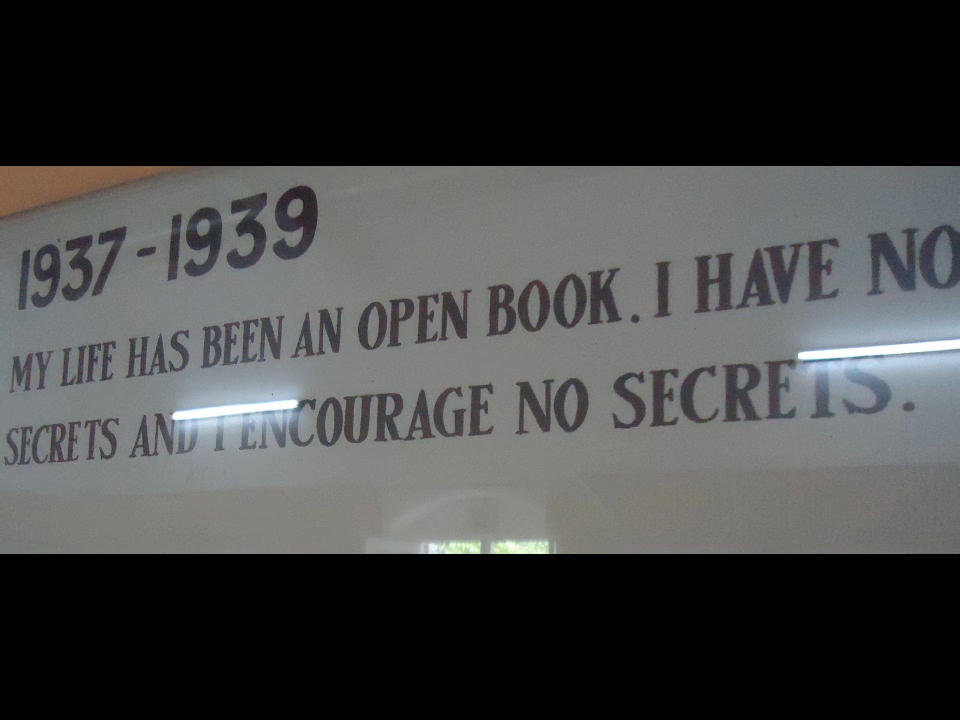 1937-1939
MY LIFE HAS BEEN AN OPEN BOOK. I HAVE NO
SECRETS AND I ENCOURAGE NO SECRETS.